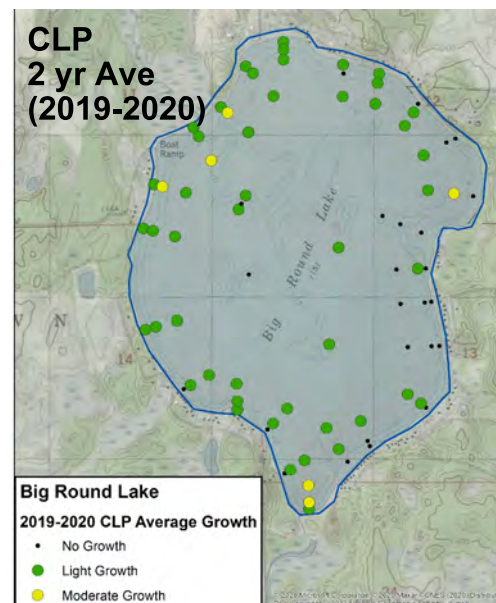 CLP
2 yr Ave
(2019-2020)
Boat
Ramp
Big Round Lake
W N
14
13
24
Big Round Lake
2019-2020 CLP Average Growth
No Growth
Light Growth
Moderate Growth